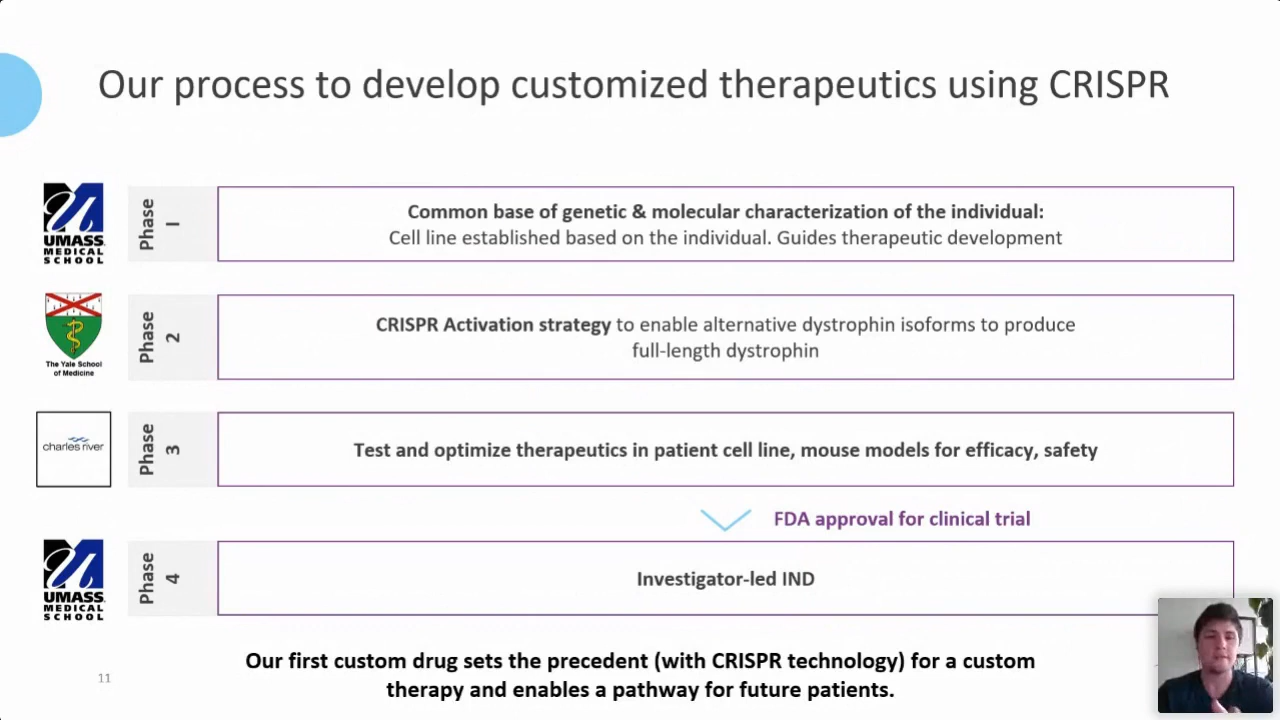 Our process to develop customized therapeutics using CRISPR
UMASS
MEDICAL
SCHOOL
Phase
1
Common base of genetic & molecular characterization of the individual:
Cell line established based on the individual. Guides therapeutic development
The Yale School
of Medicine
Phase
2
CRISPR Activation strategy to enable alternative dystrophin isoforms to produce
full-length dystrophin
charles river
Phase
3
Test and optimize therapeutics in patient cell line, mouse models for efficacy, safety
FDA approval for clinical trial
UMASS
MEDICAL
SCHOOL
Phase
4
Investigator-led IND
Our first custom drug sets the precedent (with CRISPR technology) for a custom
therapy and enables a pathway for future patients.
11